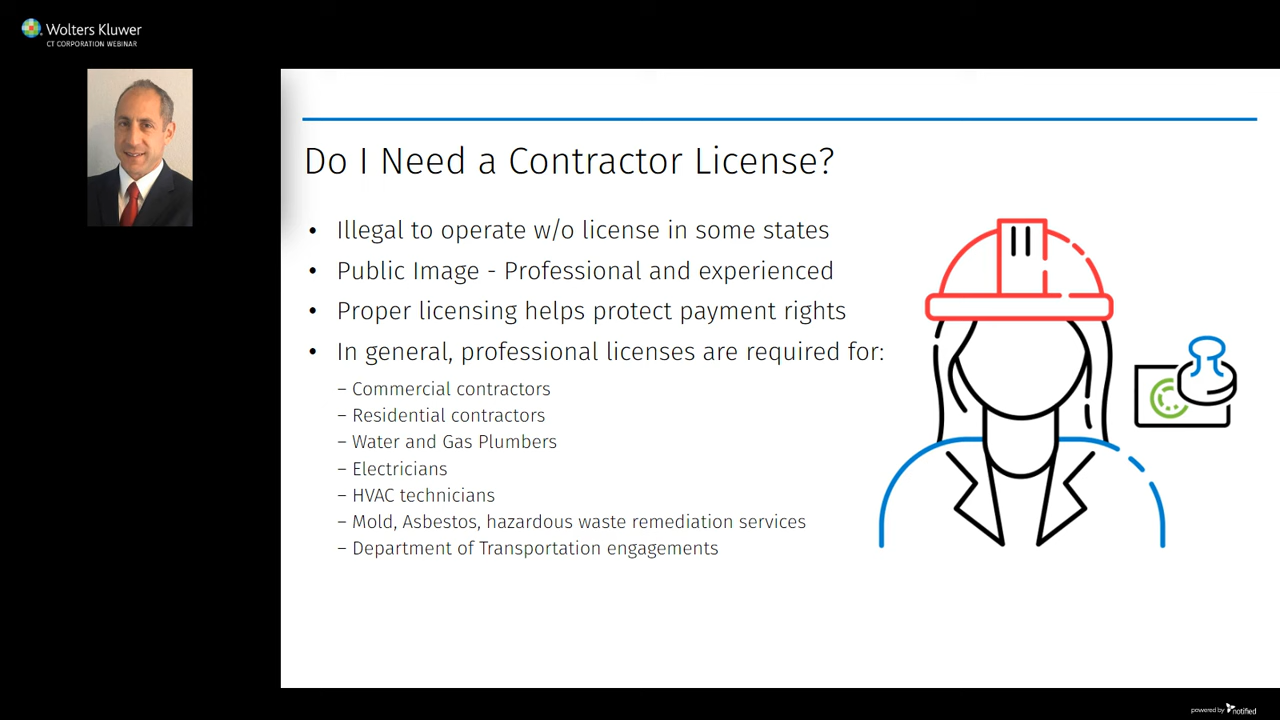 Wolters Kluwer
CT CORPORATION WEBINAR
Do I Need a Contractor License?
• Illegal to operate w/o license in some states
• Public Image - Professional and experienced
• Proper licensing helps protect payment rights
• In general, professional licenses are required for:
– Commercial contractors
– Residential contractors
– Water and Gas Plumbers
– Electricians
– HVAC technicians
– Mold, Asbestos, hazardous waste remediation services
– Department of Transportation engagements
powered by notified